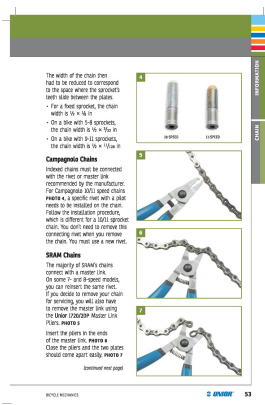 The width of the chain then
had to be reduced to correspond
to the space where the sprocket's
teeth slide between the plates.
• For a fixed sprocket, the chain
width is ½ × ⅛ in
• On a bike with 5–8 sprockets,
the chain width is ½ × 3/32 in
• On a bike with 9-11 sprockets,
the chain width is ½ × 11/128 in
Campagnolo Chains
Indexed chains must be connected
with the rivet or master link
recommended by the manufacturer.
For Campagnolo 10/11 speed chains
PHOTO 4, a specific rivet with a pilot
needs to be installed on the chain.
Follow the installation procedure,
which is different for a 10/11 sprocket
chain. You don't need to remove this
connecting rivet when you remove
the chain. You must use a new rivet.
SRAM Chains
The majority of SRAM's chains
connect with a master link.
On some 7- and 8-speed models,
you can reinsert the same rivet.
If you decide to remove your chain
for servicing, you will also have
to remove the master link using
the Unior 1720/2DP Master Link
Pliers. PHOTO 5
Insert the pliers in the ends
of the master link. PHOTO 6
Close the pliers and the two plates
should come apart easily. PHOTO 7
(continued next page)
4
10-SPEED
11-SPEED
5
6
7
INFORMATION
CHAIN
BICYCLE MECHANICS
UNIOR
53